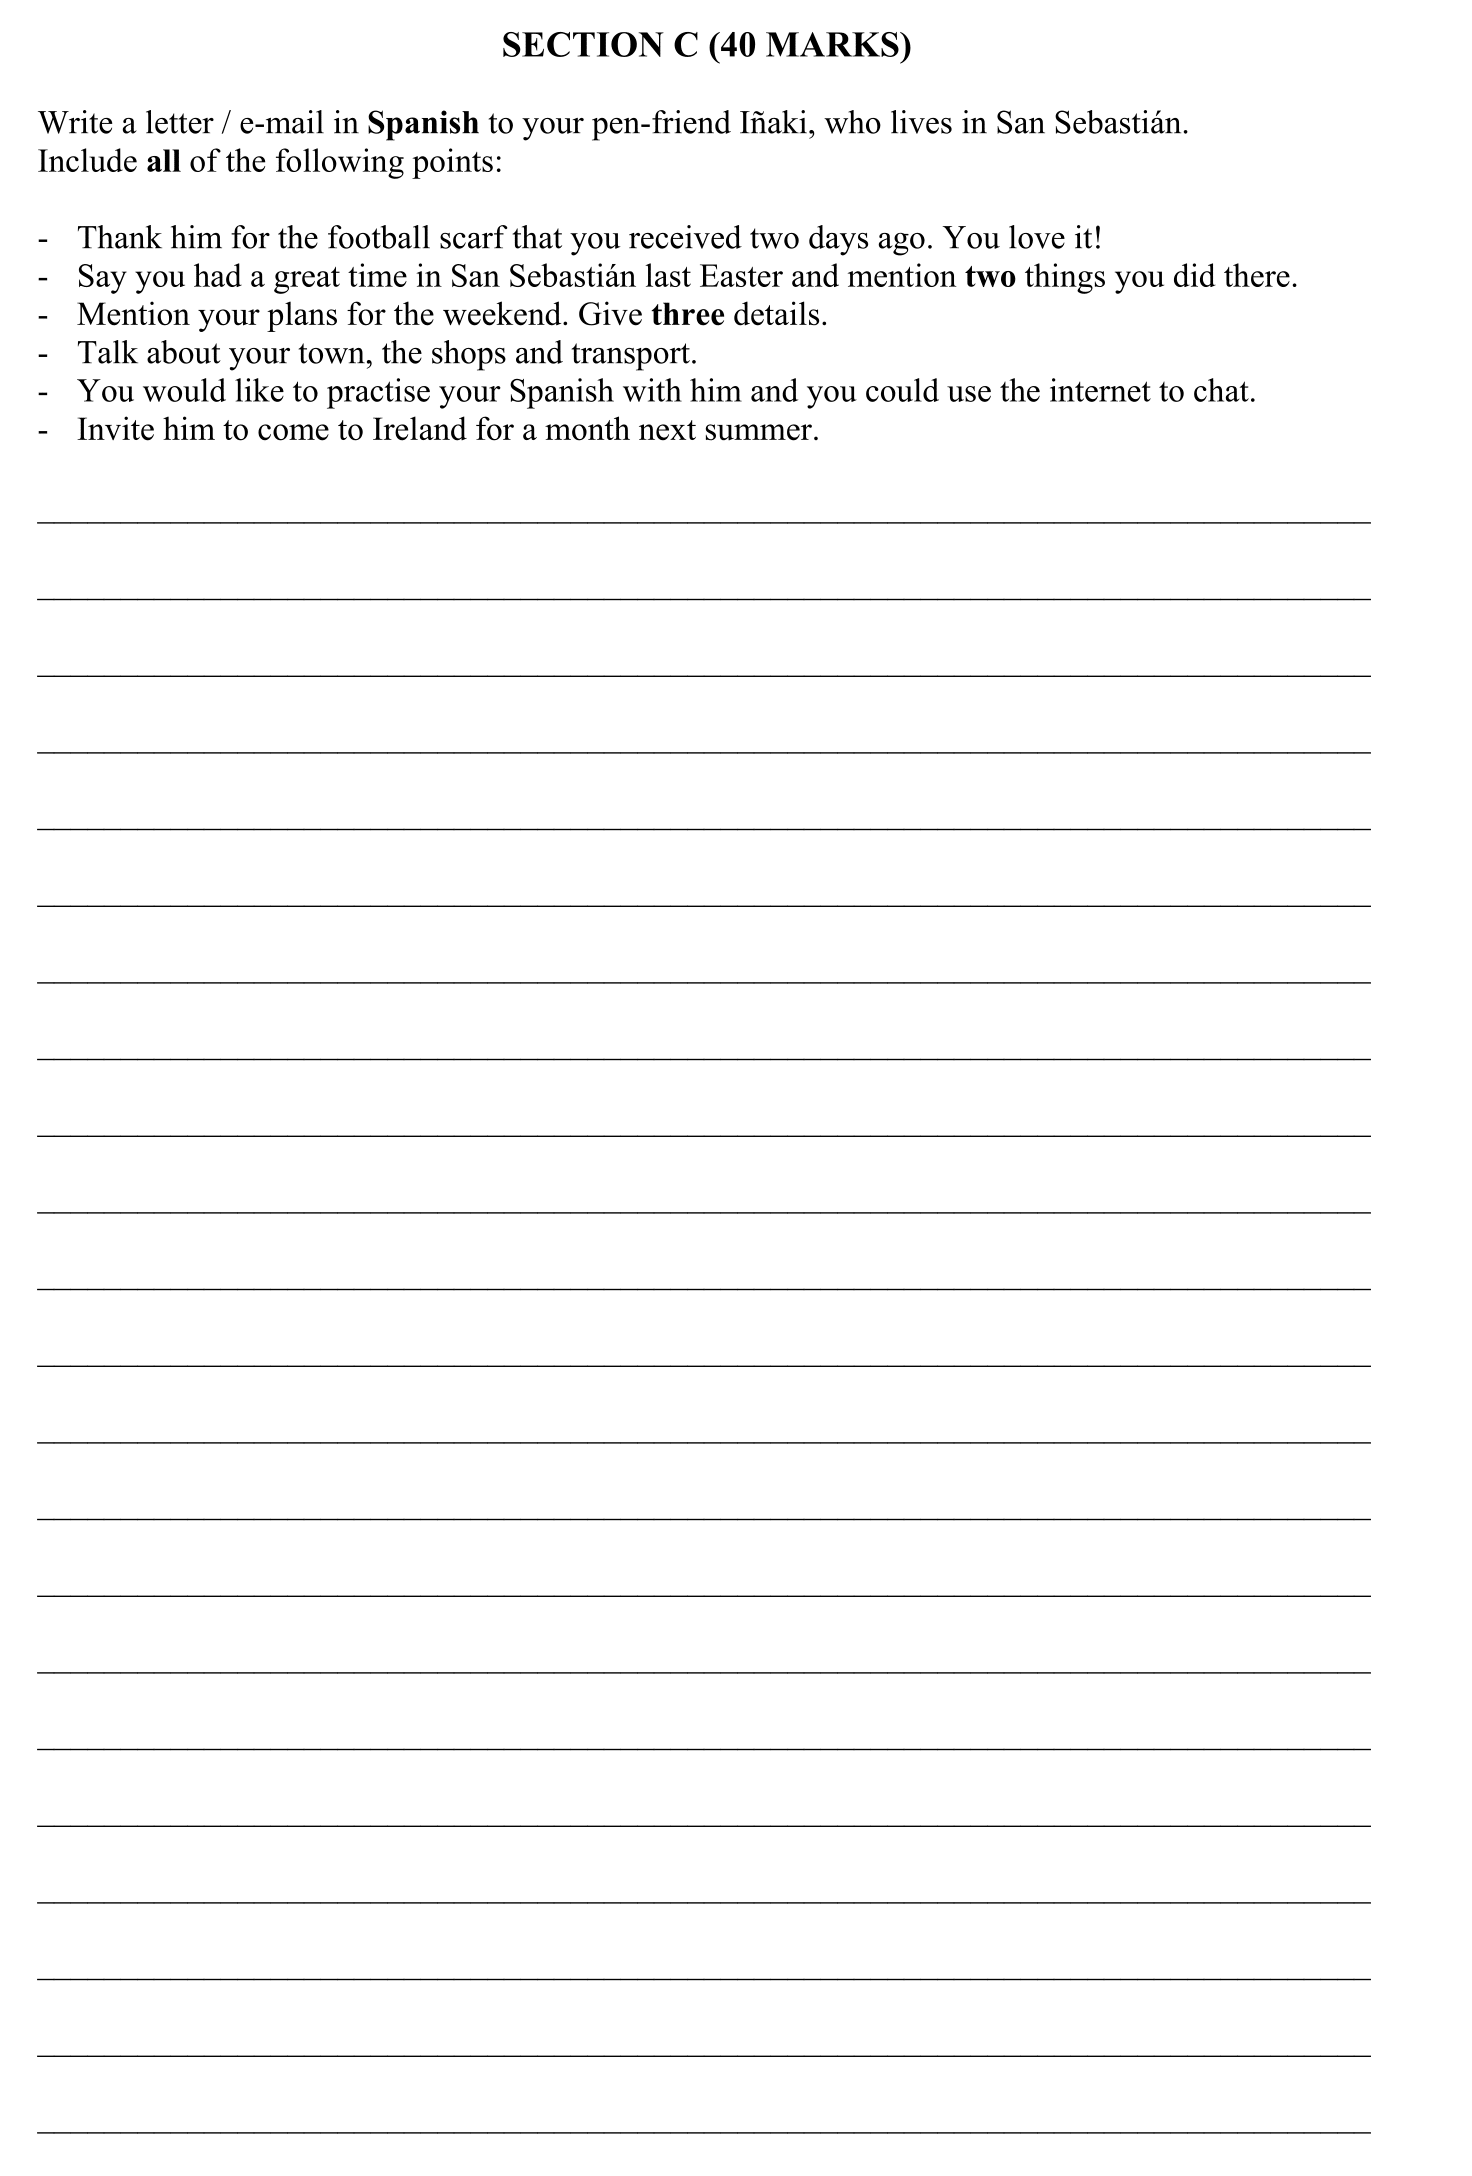 SECTION C (40 MARKS)
Write a letter / e-mail in Spanish to your pen-friend Iñaki, who lives in San Sebastián.
Include all of the following points:
- Thank him for the football scarf that you received two days ago. You love it!
- Say you had a great time in San Sebastián last Easter and mention two things you did there.
- Mention your plans for the weekend. Give three details.
- Talk about your town, the shops and transport.
- You would like to practise your Spanish with him and you could use the internet to chat.
- Invite him to come to Ireland for a month next summer.